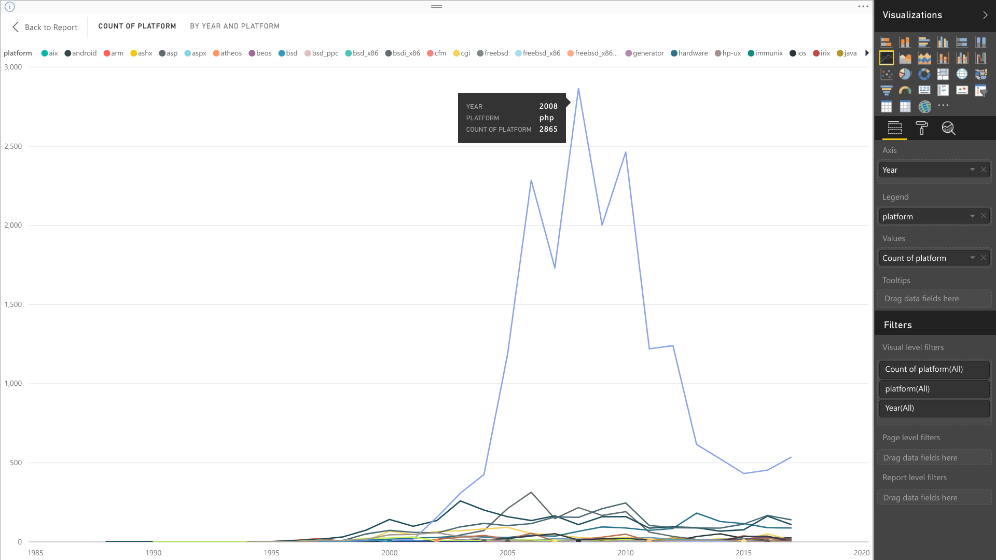 Visualizations
Back to Report
COUNT OF PLATFORM
BY YEAR AND PLATFORM
platform aix android arm ashx asp aspx atheos beos bsd bsd_ppc bsd_x86 bsdi_x86 cfm cgi freebsd freebsd_x86 freebsd_x86... generator hardware hp-ux immunix ios irix java
3,000
2,500
2,000
1,500
1,000
500
0
1985 1990 1995 2000 2005 2010 2015 2020
YEAR 2008
PLATFORM php
COUNT OF PLATFORM 2865
Axis
Year
Legend
platform
Values
Count of platform
Tooltips
Drag data fields here
Filters
Visual level filters
Count of platform(All)
platform(All)
Year(All)
Page level filters
Drag data fields here
Report level filters
Drag data fields here